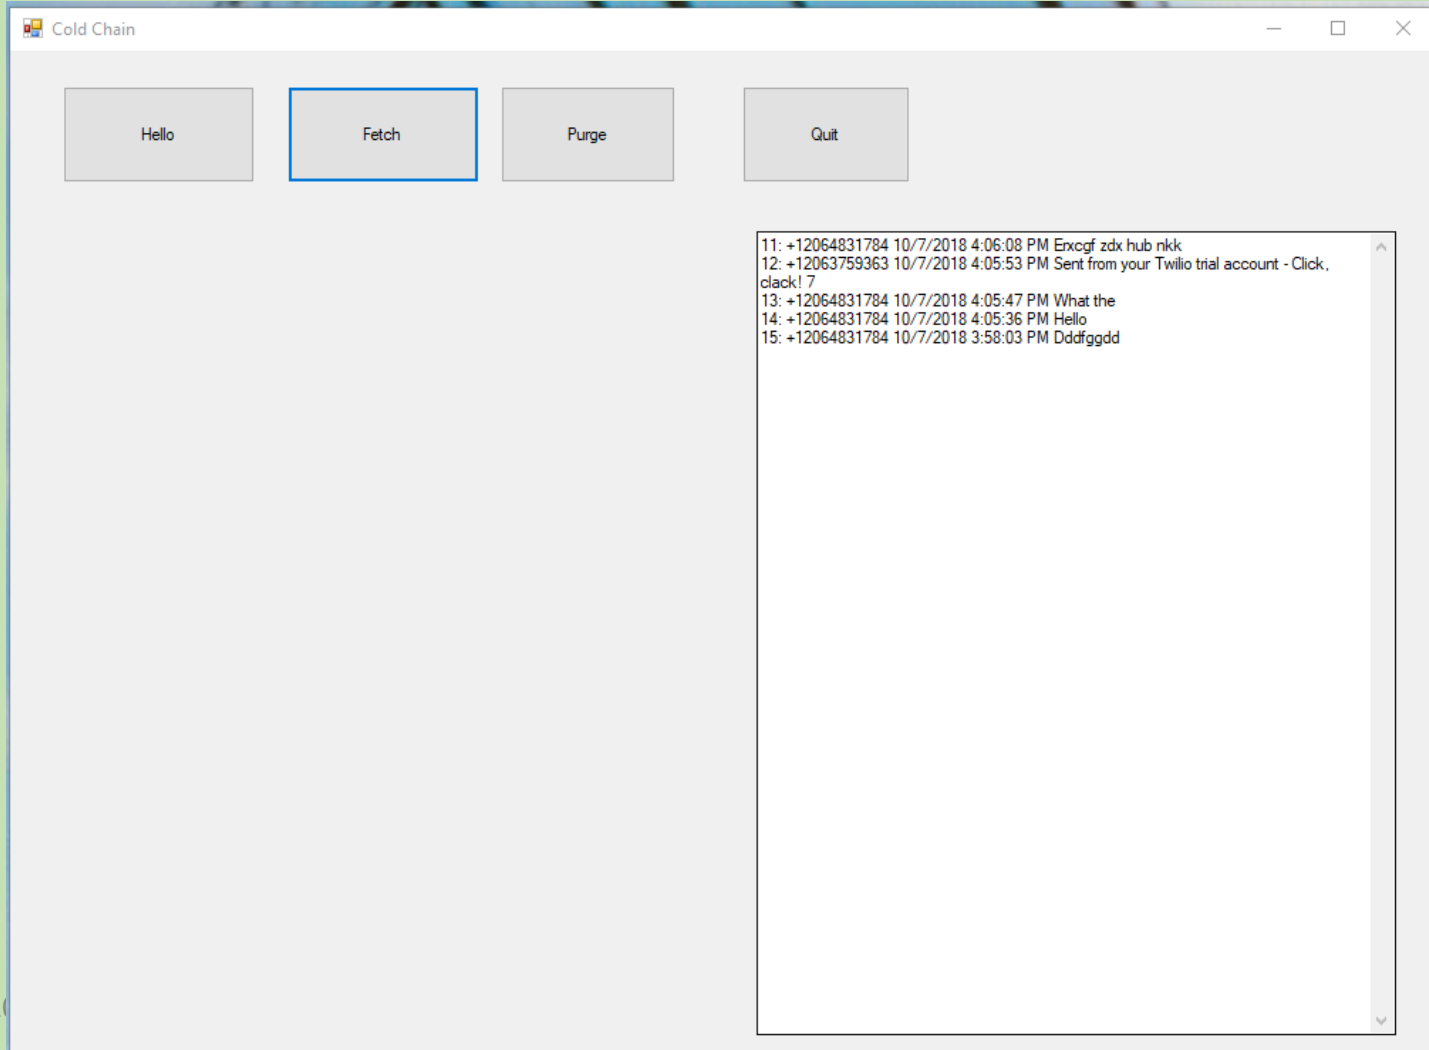 Cold Chain
Hello
Fetch
Purge
Quit
11: +12064831784 10/7/2018 4:06:08 PM Erxcgf zdx hub nkk
12: +12063759363 10/7/2018 4:05:53 PM Sent from your Twilio trial account - Click,
clack! 7
13: +12064831784 10/7/2018 4:05:47 PM What the
14: +12064831784 10/7/2018 4:05:36 PM Hello
15: +12064831784 10/7/2018 3:58:03 PM Dddfggdd